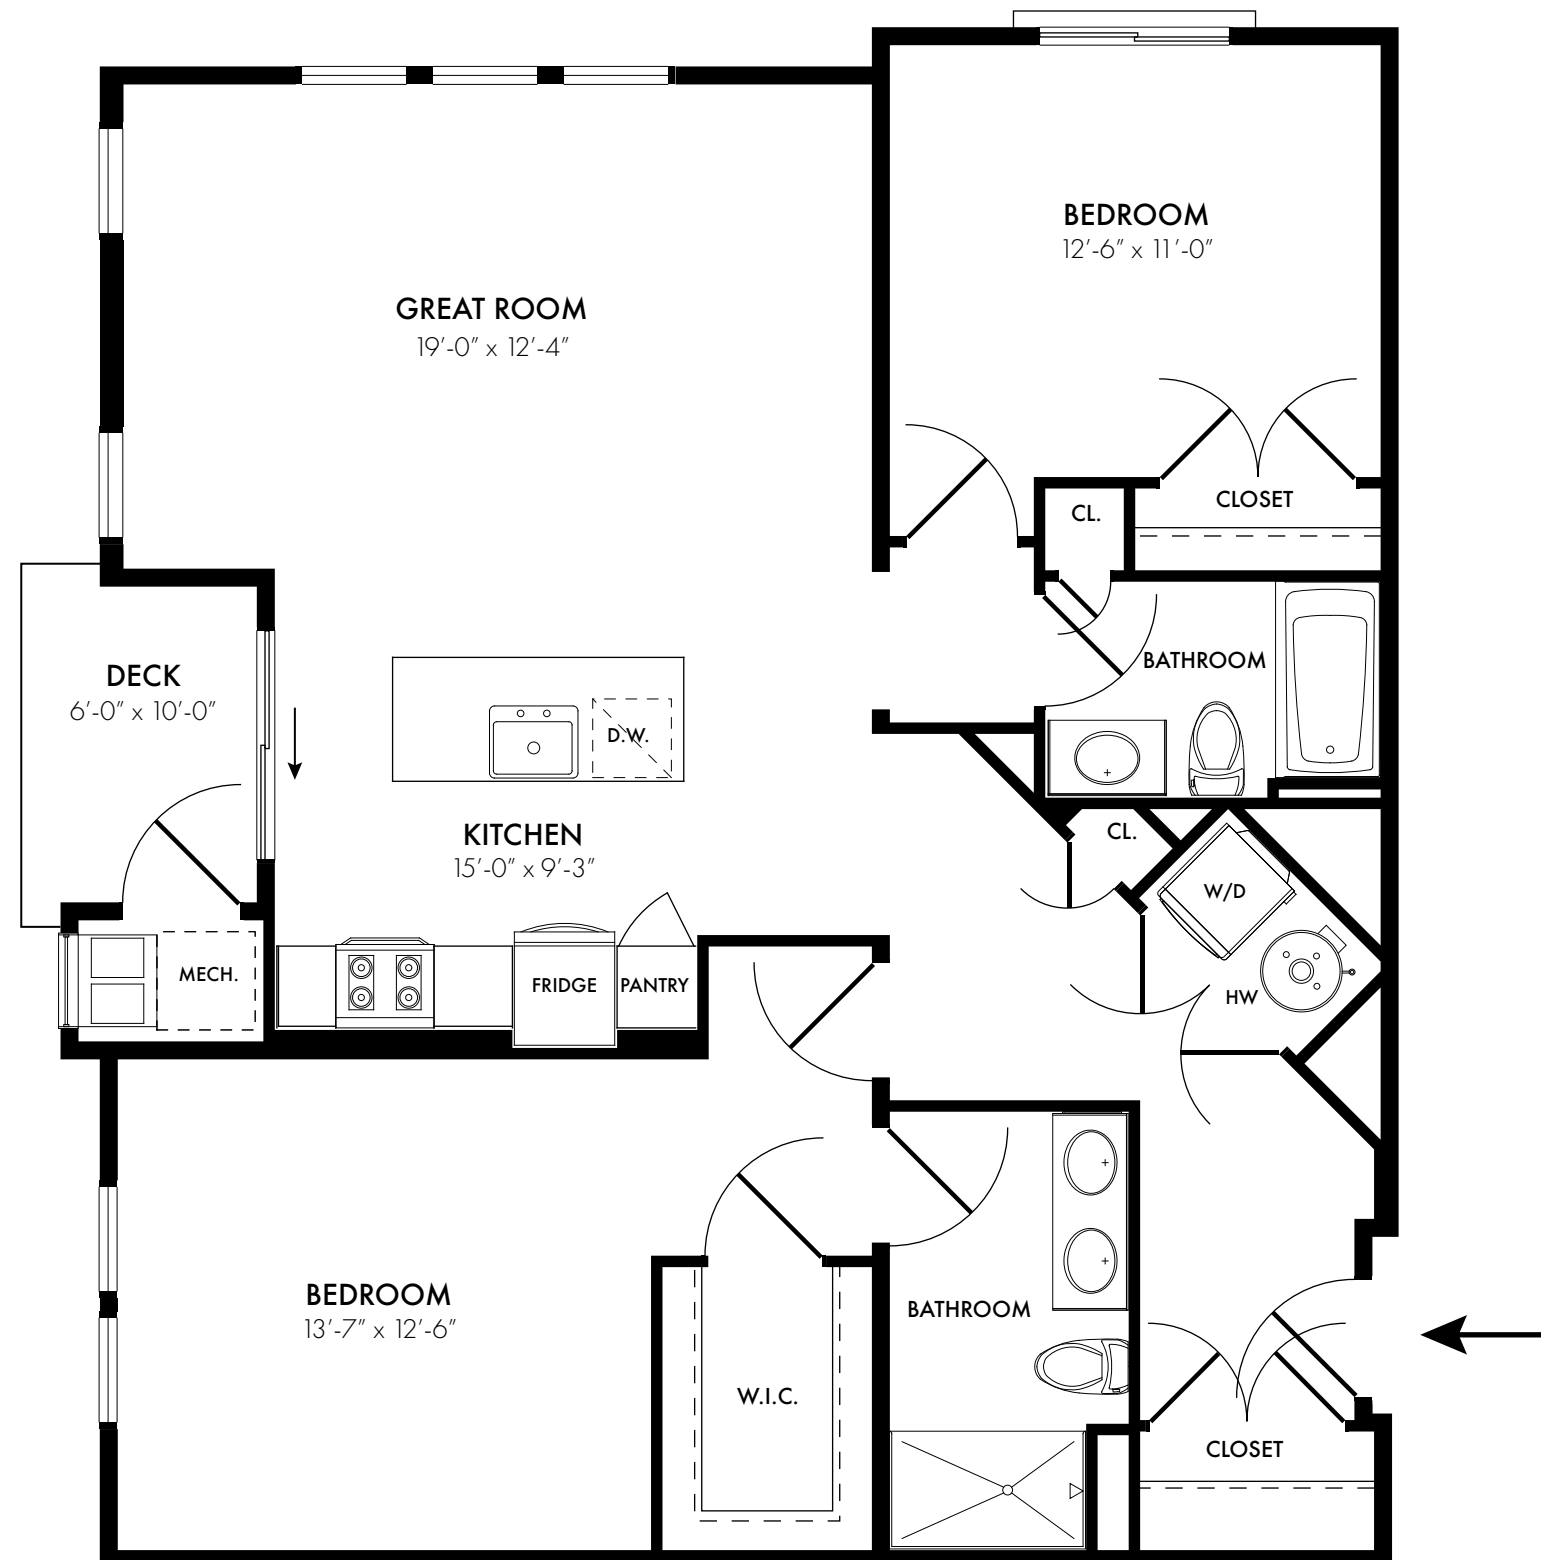 BEDROOM
12’-6” x 11’-0”
GREAT ROOM
19’-0” x 12’-4”
CLOSET
CL.
BATHROOM
DECK
6’-0” x 10’-0”
D.W.
KITCHEN
15’-0” x 9’-3”
CL.
W/D
MECH.
FRIDGE
PANTRY
HW
BEDROOM
13’-7” x 12’-6”
BATHROOM
W.I.C.
CLOSET